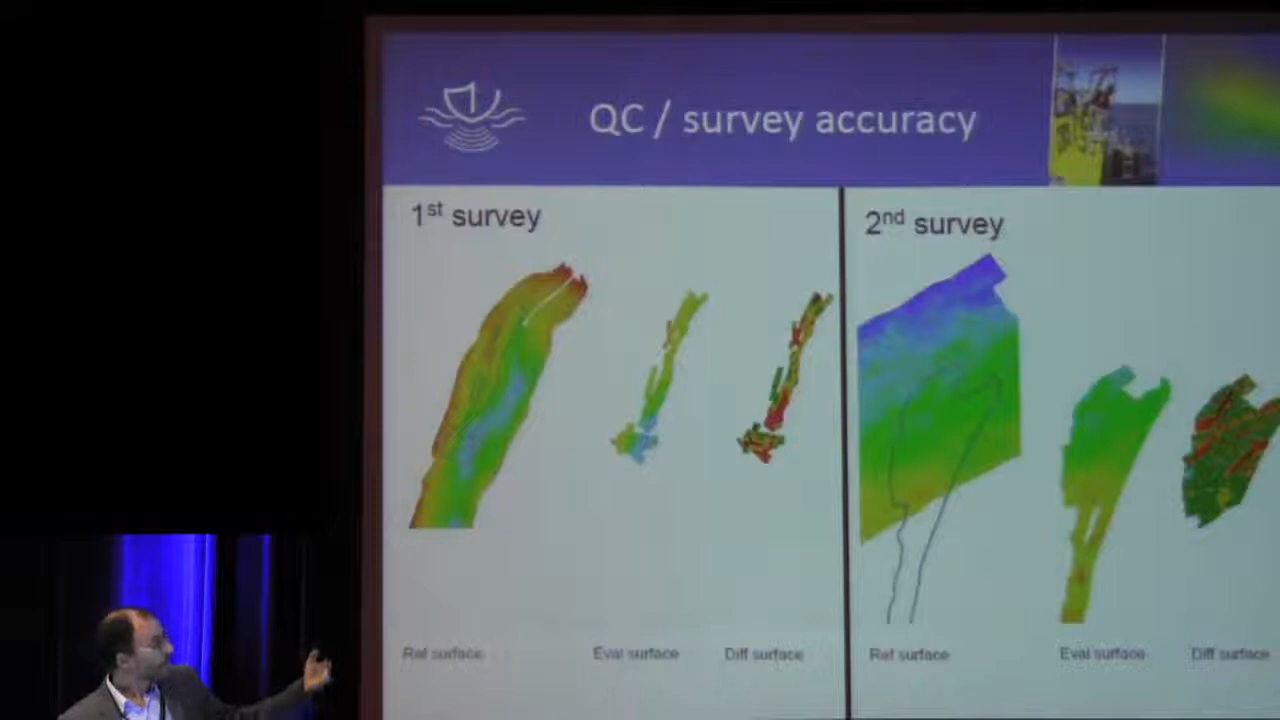 QC / survey accuracy
1st survey
2nd survey
Ref surface
Eval surface
Diff surface
Ref surface
Eval surface
Diff surface